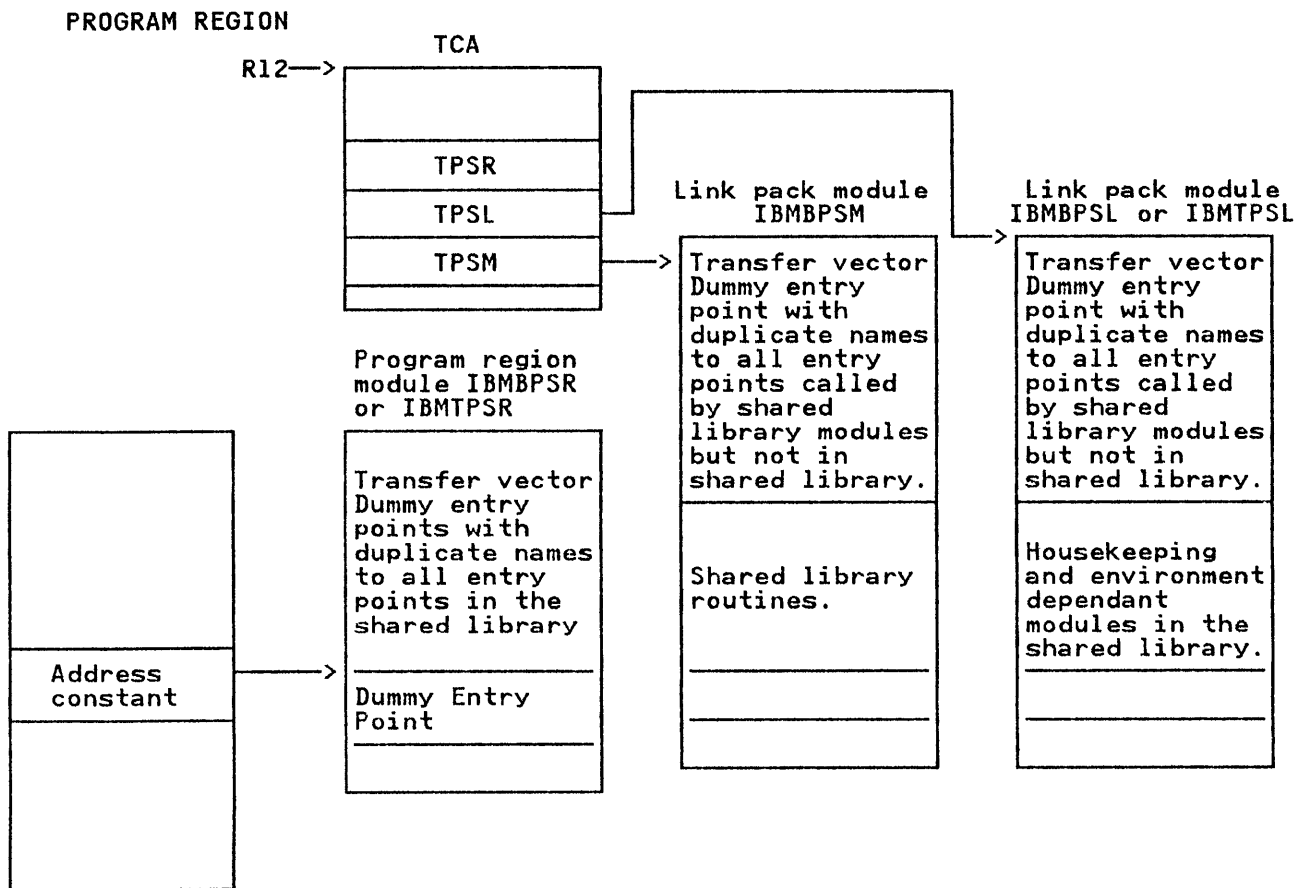 PROGRAM REGION
TCA
R12
TPSR
TPSL
TPSM
Link pack module
IBMBPSM
Link pack module
IBMBPSL or IBMTPSL
Transfer vector
Dummy entry
point with
duplicate names
to all entry
points called
by shared
library modules
but not in
shared library.
Shared library
routines.
Transfer vector
Dummy entry
point with
duplicate names
to all entry
points called
by shared
library modules
but not in
shared library.
Housekeeping
and environment
dependant
modules in the
shared library.
Program region
module IBMBPSR
or IBMTPSR
Transfer vector
Dummy entry
points with
duplicate names
to all entry
points in the
shared library
Dummy Entry
Point
Address
constant